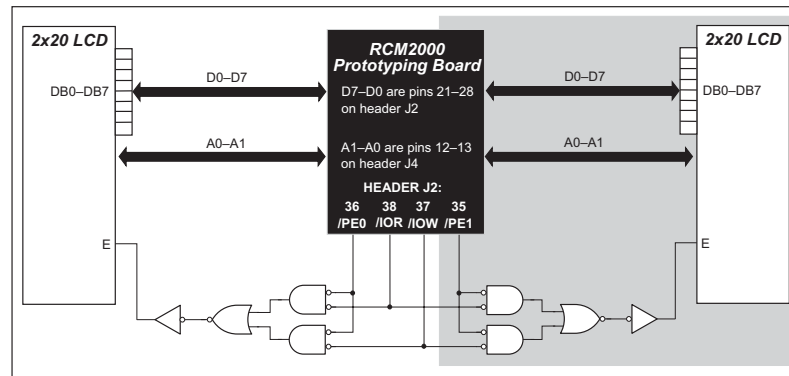 2x20 LCD
DB0–DB7
D0–D7
A0–A1
E
RCM2000
Prototyping Board
D7–D0 are pins 21–28
on header J2
A1–A0 are pins 12–13
on header J4
HEADER J2:
36 38 37 35
/PE0 /IOR /IOW /PE1
D0–D7
A0–A1
2x20 LCD
DB0–DB7
E